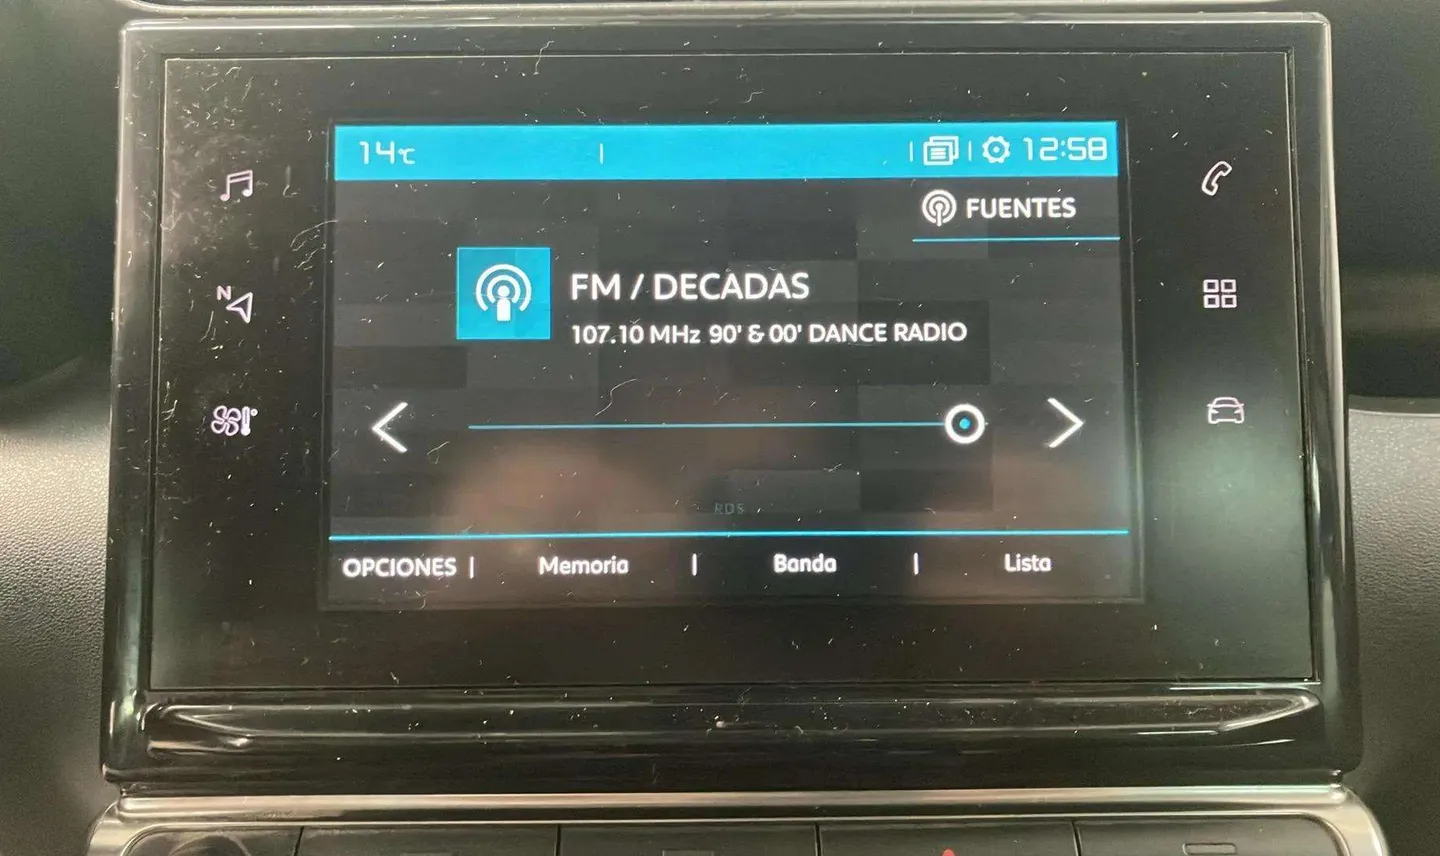 14°C 12:58
FUENTES
FM / DECADAS
107.10 MHz 90' & 00' DANCE RADIO
N
RDS
OPCIONES | Memoria | Banda | Lista